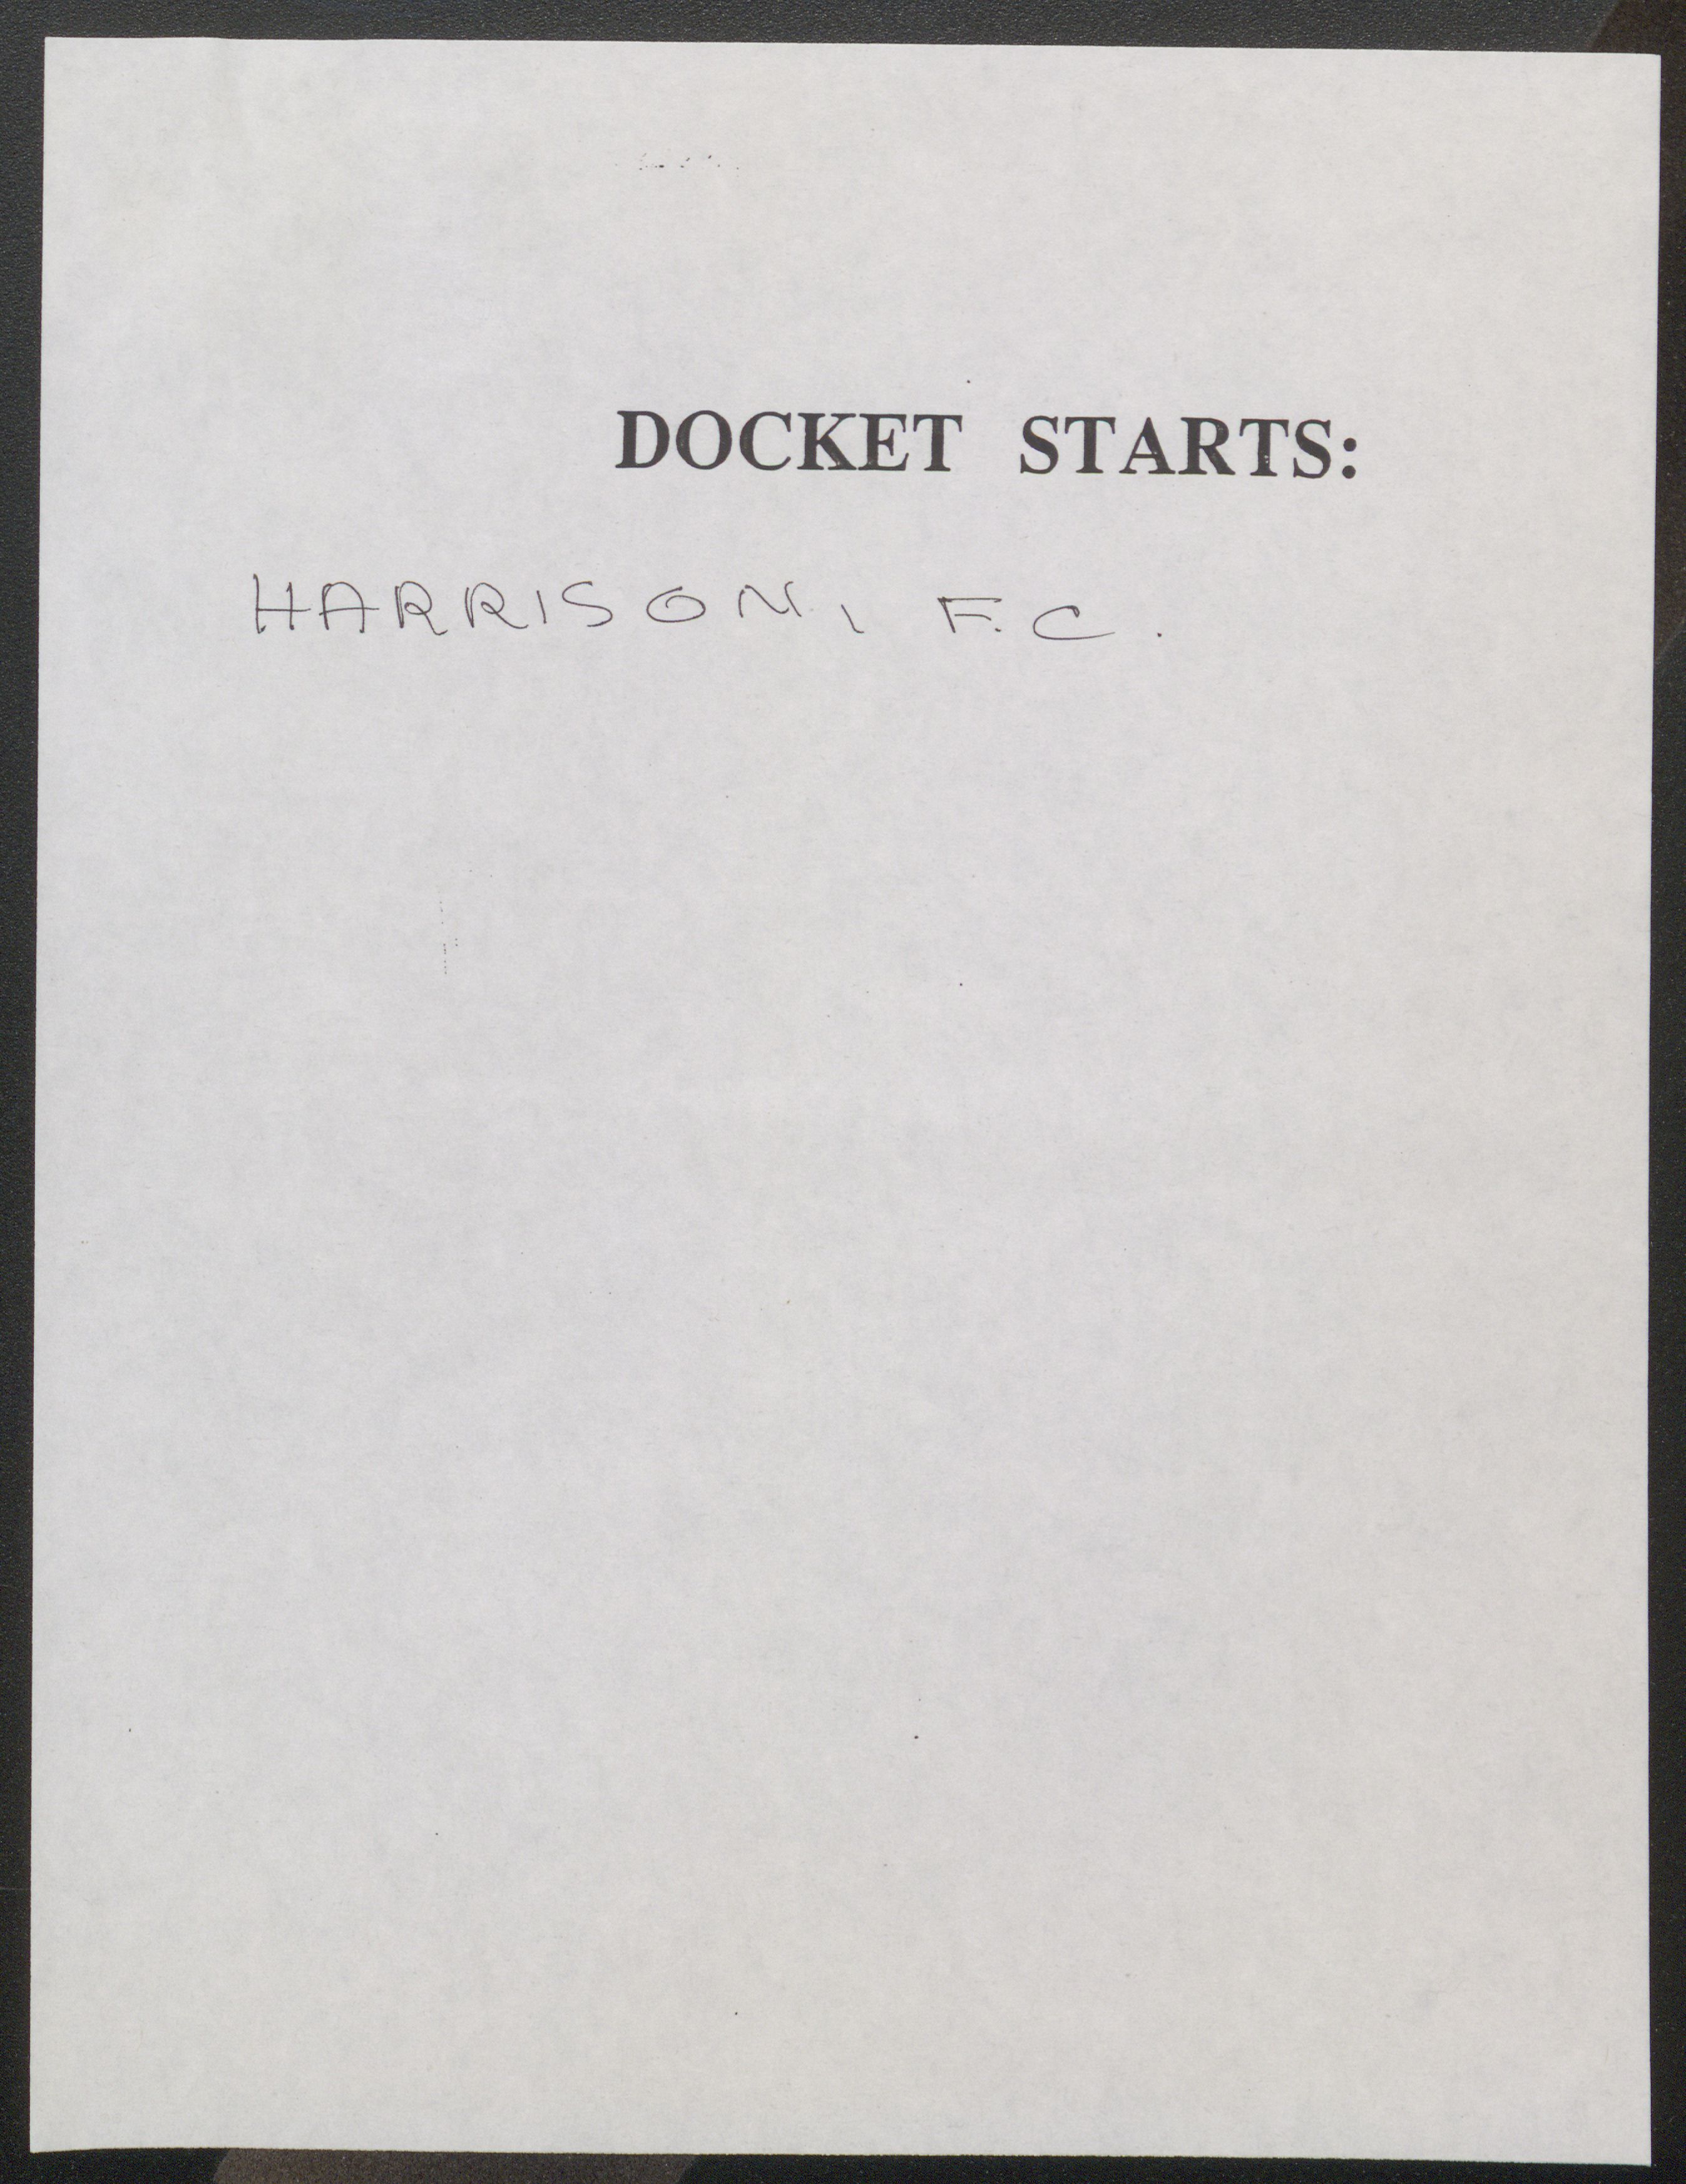 DOCKET STARTS:
HARRISON, F.C.